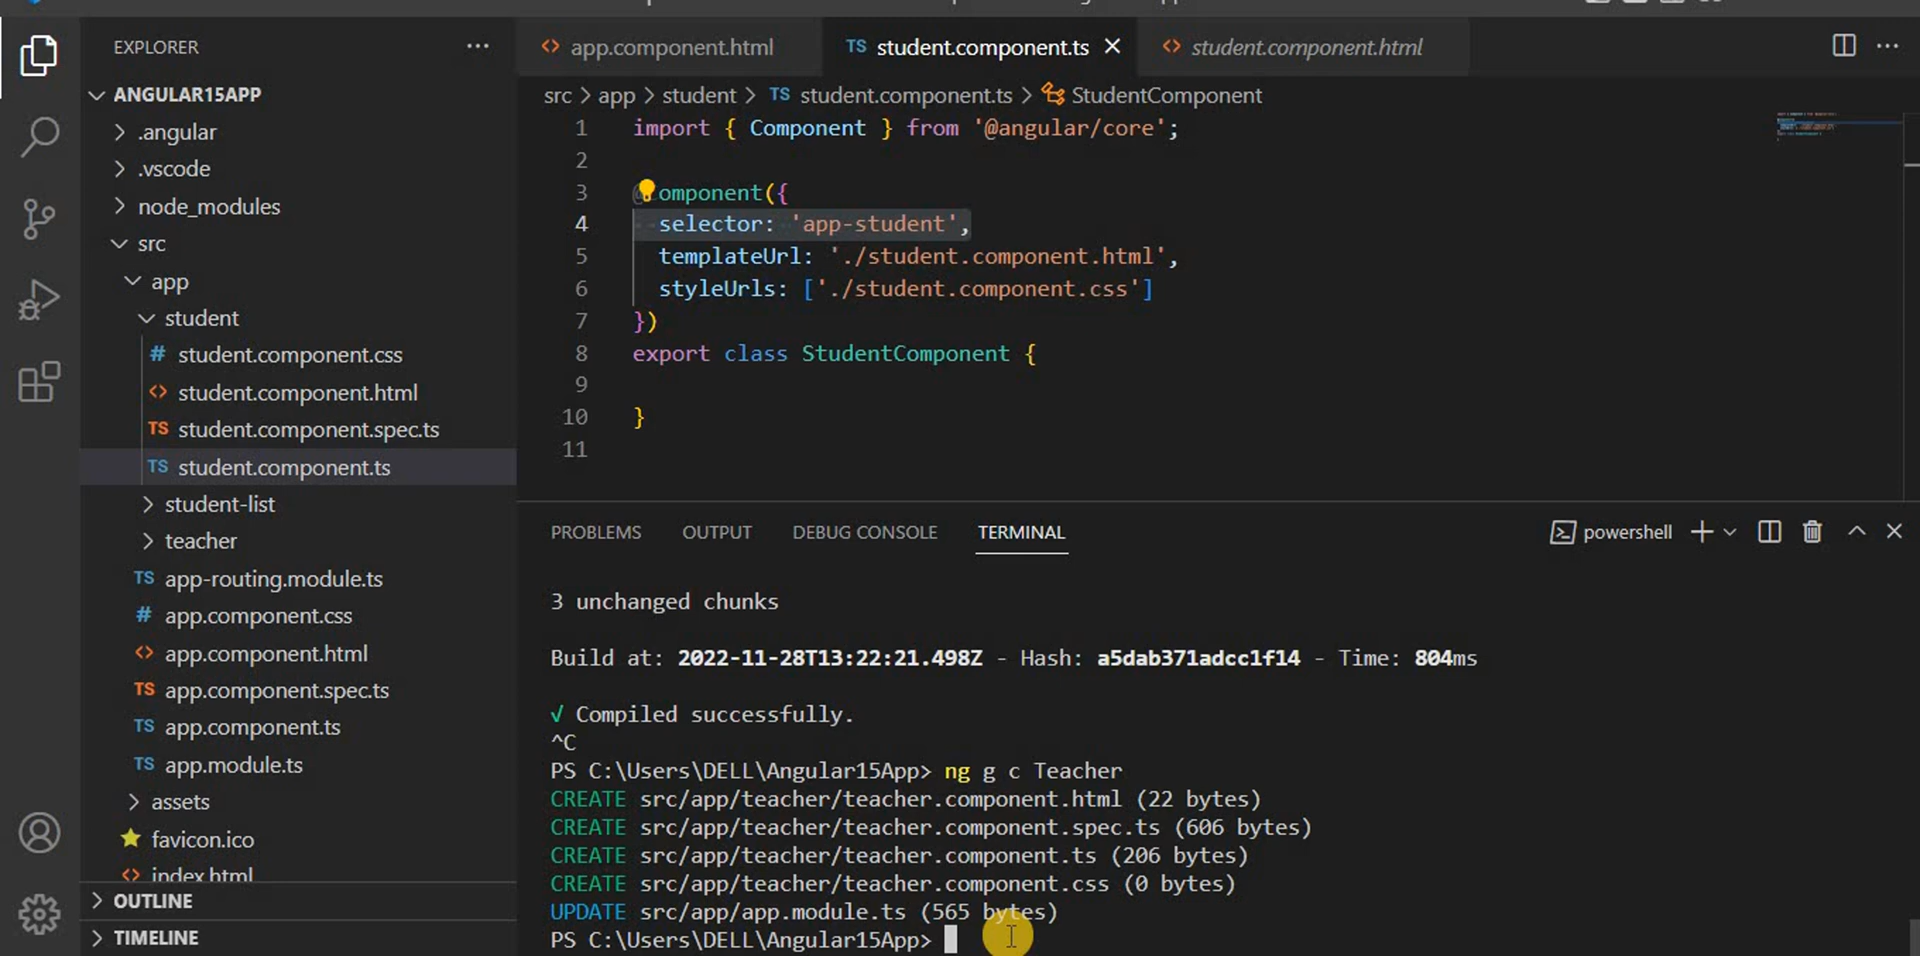 EXPLORER
ANGULAR15APP
.angular
.vscode
node_modules
src
app
student
student.component.css
student.component.html
student.component.spec.ts
student.component.ts
student-list
teacher
app-routing.module.ts
app.component.css
app.component.html
app.component.spec.ts
app.component.ts
app.module.ts
assets
favicon.ico
index.html
OUTLINE
TIMELINE
app.component.html
TS student.component.ts
student.component.html
src > app > student > TS student.component.ts > StudentComponent
1 import { Component } from '@angular/core';
2
3 omponent({
4 selector: 'app-student',
5 templateUrl: './student.component.html',
6 styleUrls: ['./student.component.css']
7 })
8 export class StudentComponent {
9
10 }
11
PROBLEMS OUTPUT DEBUG CONSOLE TERMINAL powershell
3 unchanged chunks
Build at: 2022-11-28T13:22:21.498Z - Hash: a5dab371adcc1f14 - Time: 804ms
√ Compiled successfully.
^C
PS C:\Users\DELL\Angular15App> ng g c Teacher
CREATE src/app/teacher/teacher.component.html (22 bytes)
CREATE src/app/teacher/teacher.component.spec.ts (606 bytes)
CREATE src/app/teacher/teacher.component.ts (206 bytes)
CREATE src/app/teacher/teacher.component.css (0 bytes)
UPDATE src/app/app.module.ts (565 bytes)
PS C:\Users\DELL\Angular15App>